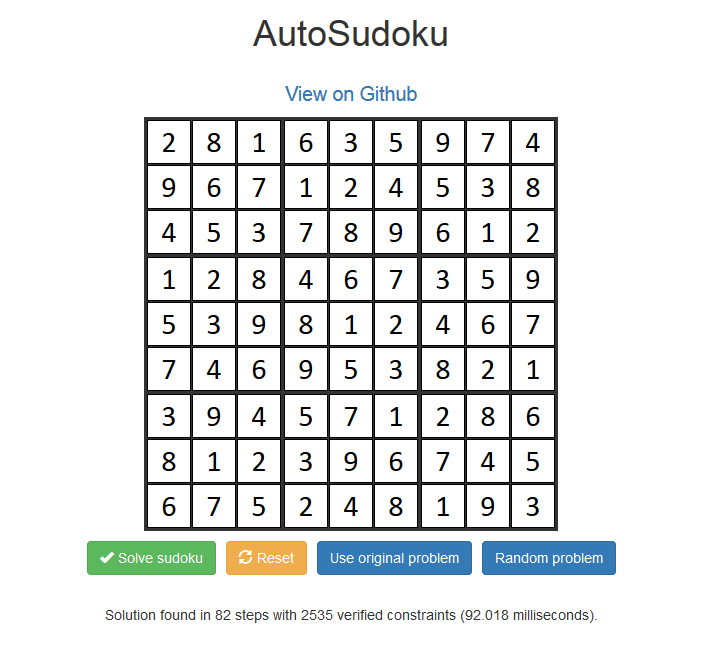 AutoSudoku
View on Github
2 8 1 6 3 5 9 7 4
9 6 7 1 2 4 5 3 8
4 5 3 7 8 9 6 1 2
1 2 8 4 6 7 3 5 9
5 3 9 8 1 2 4 6 7
7 4 6 9 5 3 8 2 1
3 9 4 5 7 1 2 8 6
8 1 2 3 9 6 7 4 5
6 7 5 2 4 8 1 9 3
Solve sudoku Reset Use original problem Random problem
Solution found in 82 steps with 2535 verified constraints (92.018 milliseconds).